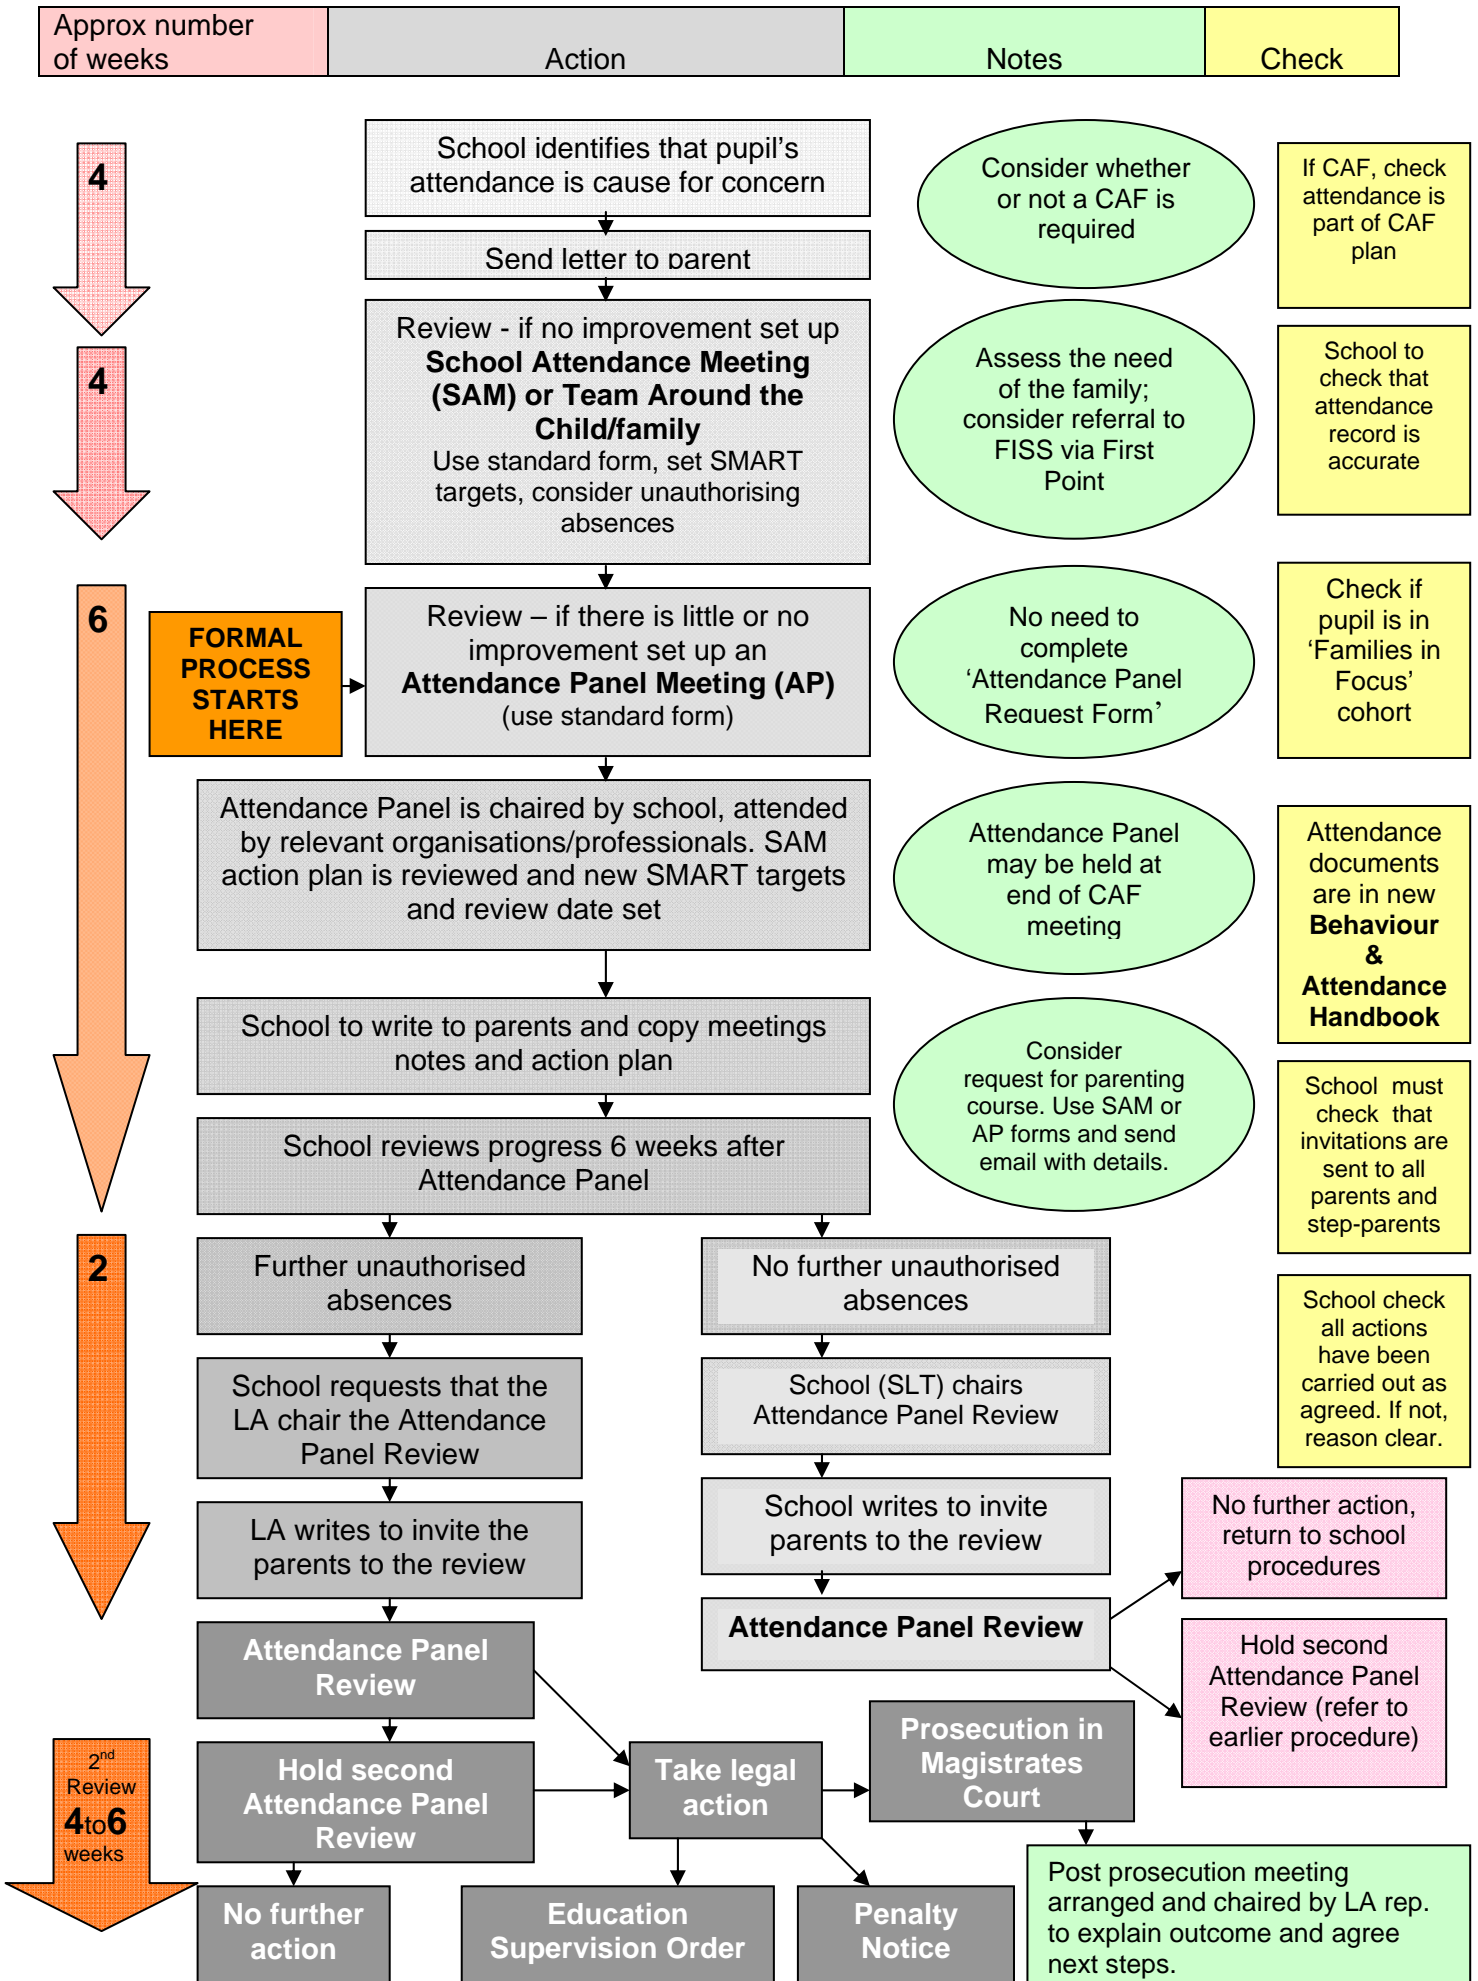 Approx number
of weeks
Action
Notes
Check
4
School identifies that pupil's
attendance is cause for concern
Consider whether
or not a CAF is
required
If CAF, check
attendance is
part of CAF
plan
Send letter to parent
4
Review - if no improvement set up
School Attendance Meeting
(SAM) or Team Around the
Child/family
Use standard form, set SMART
targets, consider unauthorising
absences
Assess the need
of the family;
consider referral to
FISS via First
Point
School to
check that
attendance
record is
accurate
6
FORMAL
PROCESS
STARTS
HERE
Review – if there is little or no
improvement set up an
Attendance Panel Meeting (AP)
(use standard form)
No need to
complete
‘Attendance Panel
Request Form’
Check if
pupil is in
‘Families in
Focus’
cohort
Attendance Panel is chaired by school, attended
by relevant organisations/professionals. SAM
action plan is reviewed and new SMART targets
and review date set
Attendance Panel
may be held at
end of CAF
meeting
Attendance
documents
are in new
Behaviour
&
Attendance
Handbook
School to write to parents and copy meetings
notes and action plan
Consider
request for parenting
course. Use SAM or
AP forms and send
email with details.
School must
check that
invitations are
sent to all
parents and
step-parents
School reviews progress 6 weeks after
Attendance Panel
2
Further unauthorised
absences
No further unauthorised
absences
School check
all actions
have been
carried out as
agreed. If not,
reason clear.
School requests that the
LA chair the Attendance
Panel Review
School (SLT) chairs
Attendance Panel Review
LA writes to invite the
parents to the review
School writes to invite
parents to the review
No further action,
return to school
procedures
Attendance Panel
Review
Attendance Panel Review
Hold second
Attendance Panel
Review (refer to
earlier procedure)
2nd
Review
4to6
weeks
Hold second
Attendance Panel
Review
Take legal
action
Prosecution in
Magistrates
Court
No further
action
Education
Supervision Order
Penalty
Notice
Post prosecution meeting
arranged and chaired by LA rep.
to explain outcome and agree
next steps.